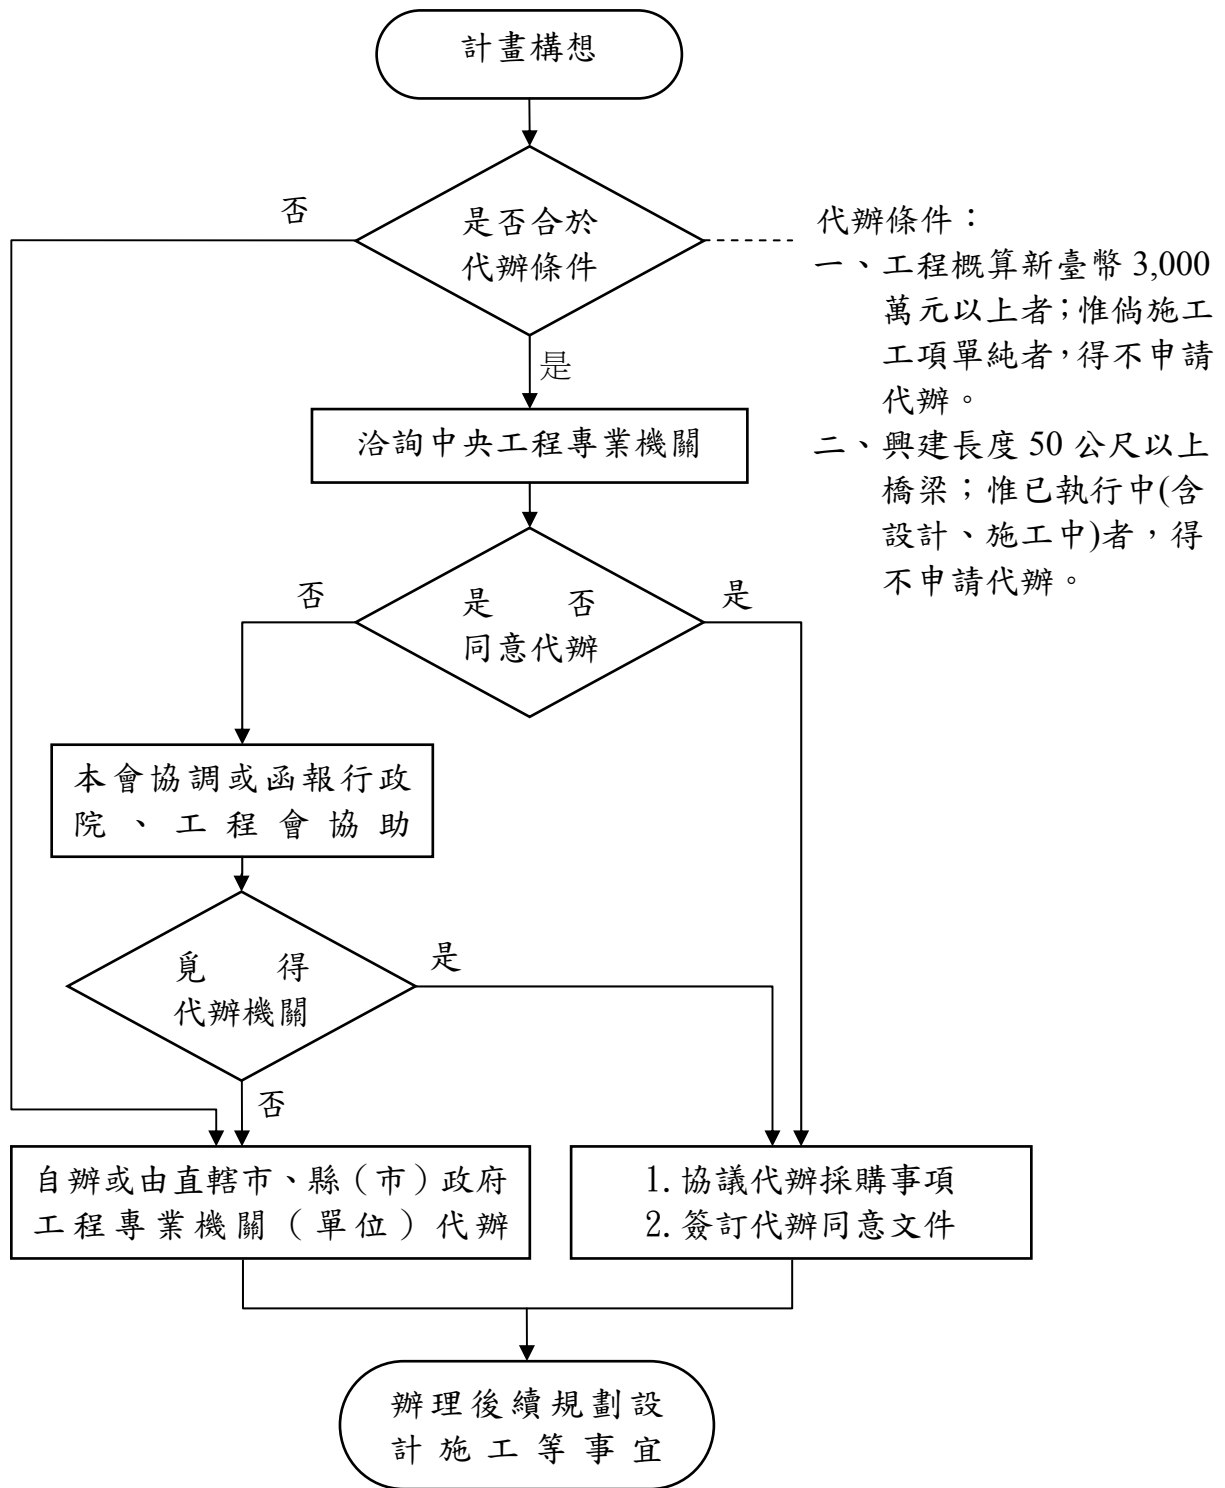 計畫構想
否
是否合於
代辦條件
代辦條件：
一、工程概算新臺幣 3,000
萬元以上者；惟倘施工
工項單純者，得不申請
代辦。
二、興建長度 50 公尺以上
橋梁；惟已執行中(含
設計、施工中)者，得
不申請代辦。
是
洽詢中央工程專業機關
否
是否
同意代辦
是
本會協調或函報行政
院、工程會協助
覓得
代辦機關
是
否
自辦或由直轄市、縣（市）政府
工程專業機關（單位）代辦
1.協議代辦採購事項
2.簽訂代辦同意文件
辦理後續規劃設
計施工等事宜